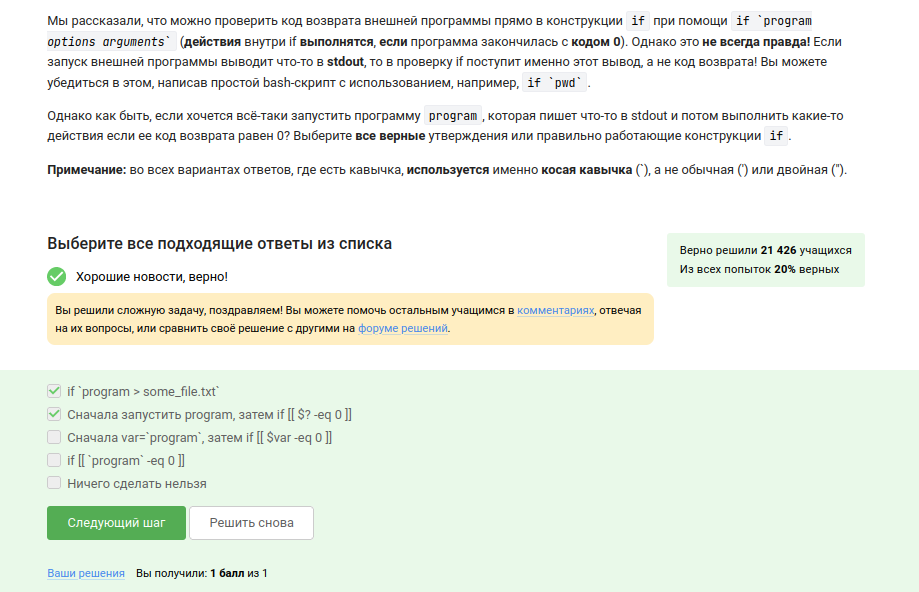 Мы рассказали, что можно проверить код возврата внешней программы прямо в конструкции if при помощи if `program
options arguments` (действия внутри if выполнятся, если программа закончилась с кодом 0). Однако это не всегда правда! Если
запуск внешней программы выводит что-то в stdout, то в проверку if поступит именно этот вывод, а не код возврата! Вы можете
убедиться в этом, написав простой bash-скрипт с использованием, например, if `pwd` .
Однако как быть, если хочется всё-таки запустить программу program , которая пишет что-то в stdout и потом выполнить какие-то
действия если ее код возврата равен 0? Выберите все верные утверждения или правильно работающие конструкции if .
Примечание: во всех вариантах ответов, где есть кавычка, используется именно косая кавычка (`), а не обычная (') или двойная (").
Выберите все подходящие ответы из списка
Верно решили 21 426 учащихся
Из всех попыток 20% верных
Хорошие новости, верно!
Вы решили сложную задачу, поздравляем! Вы можете помочь остальным учащимся в комментариях, отвечая
на их вопросы, или сравнить своё решение с другими на форуме решений.
if `program > some_file.txt`
Сначала запустить program, затем if [[ $? -eq 0 ]]
Сначала var=`program`, затем if [[ $var -eq 0 ]]
if [[ `program` -eq 0 ]]
Ничего сделать нельзя
Следующий шаг
Решить снова
Ваши решения Вы получили: 1 балл из 1